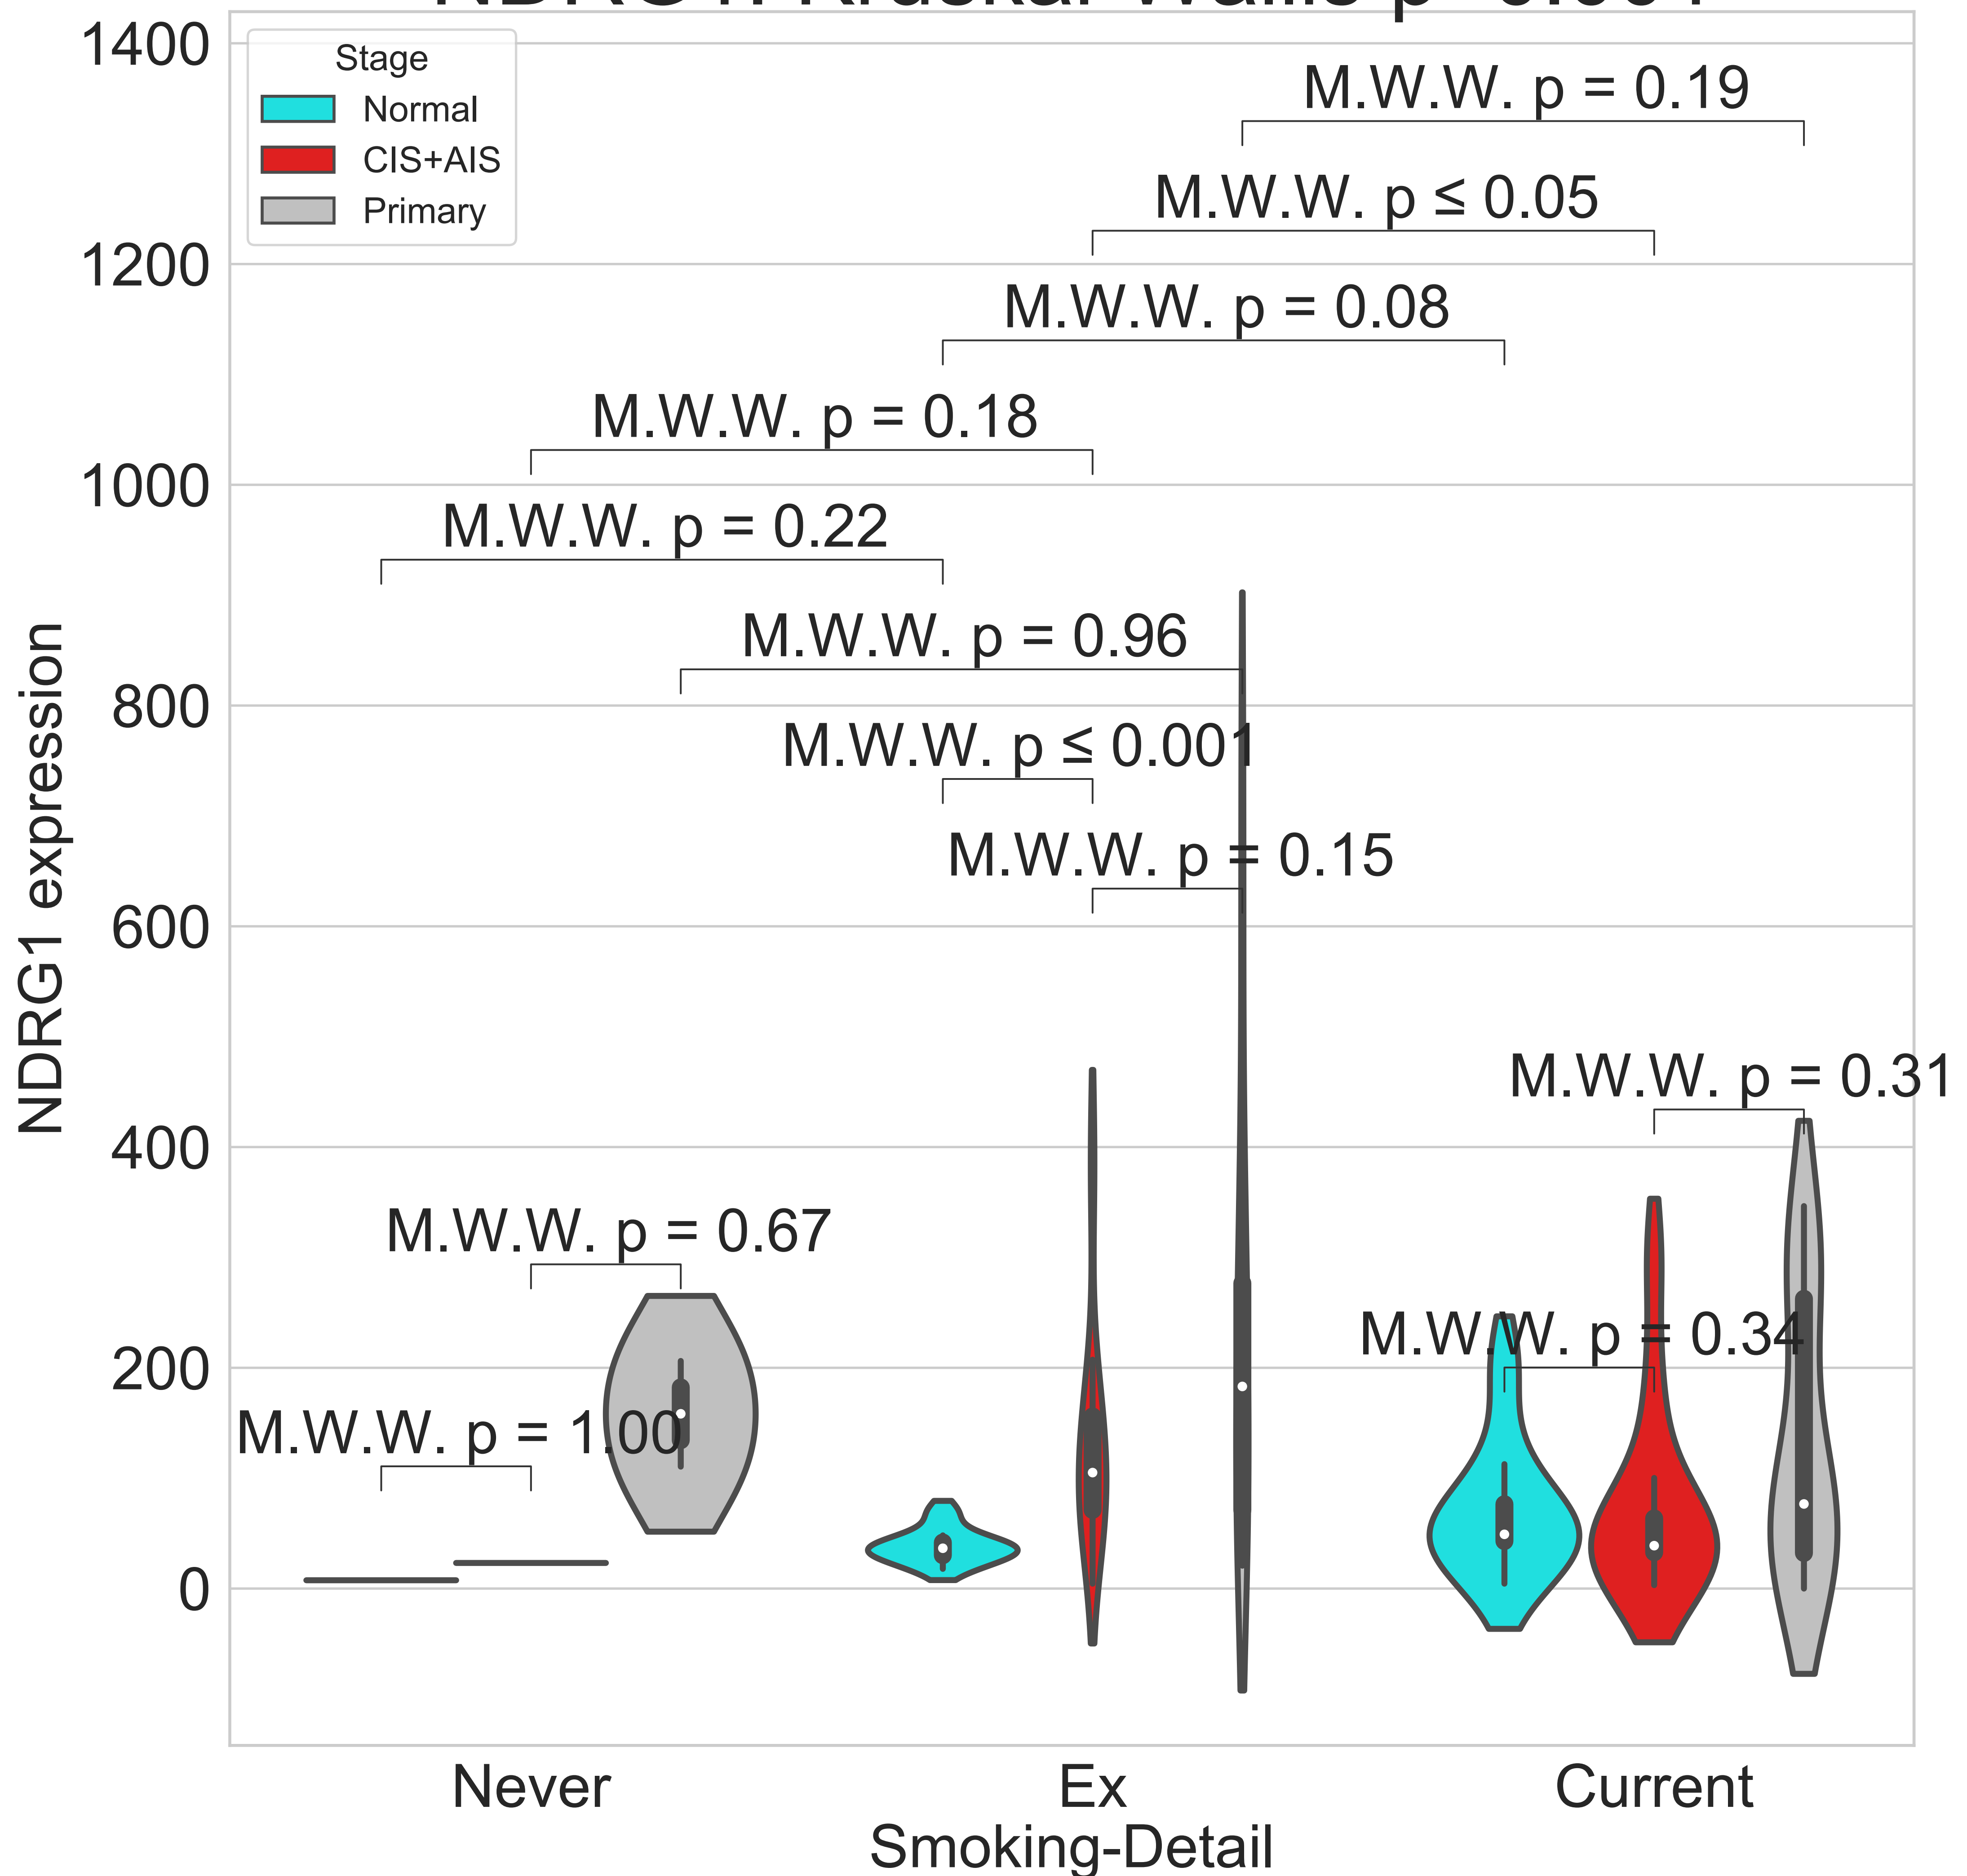 1400
1200
1000
800
600
400
200
0
NDRG1 expression
Stage
Normal
CIS+AIS
Primary
M.W.W. p = 0.19
M.W.W. p ≤ 0.05
M.W.W. p = 0.08
M.W.W. p = 0.18
M.W.W. p = 0.22
M.W.W. p = 0.96
M.W.W. p ≤ 0.001
M.W.W. p = 0.15
M.W.W. p = 0.31
M.W.W. p = 0.67
M.W.W. p = 0.34
M.W.W. p = 1.00
Never
Ex
Current
Smoking-Detail